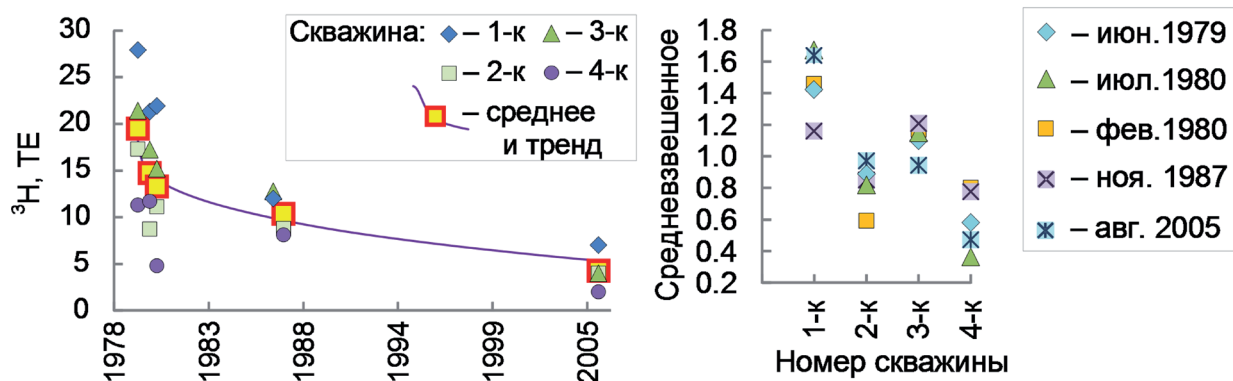 ³H, ТЕ
30
25
20
15
10
5
0
1978
1983
1988
1994
1999
2005
Скважина:
– 1-к
– 3-к
– 2-к
– 4-к
– среднее
и тренд
Средневзвешенное
1.8
1.6
1.4
1.2
1.0
0.8
0.6
0.4
0.2
1-к
2-к
3-к
4-к
Номер скважины
– июн.1979
– июл.1980
– фев.1980
– ноя. 1987
– авг. 2005